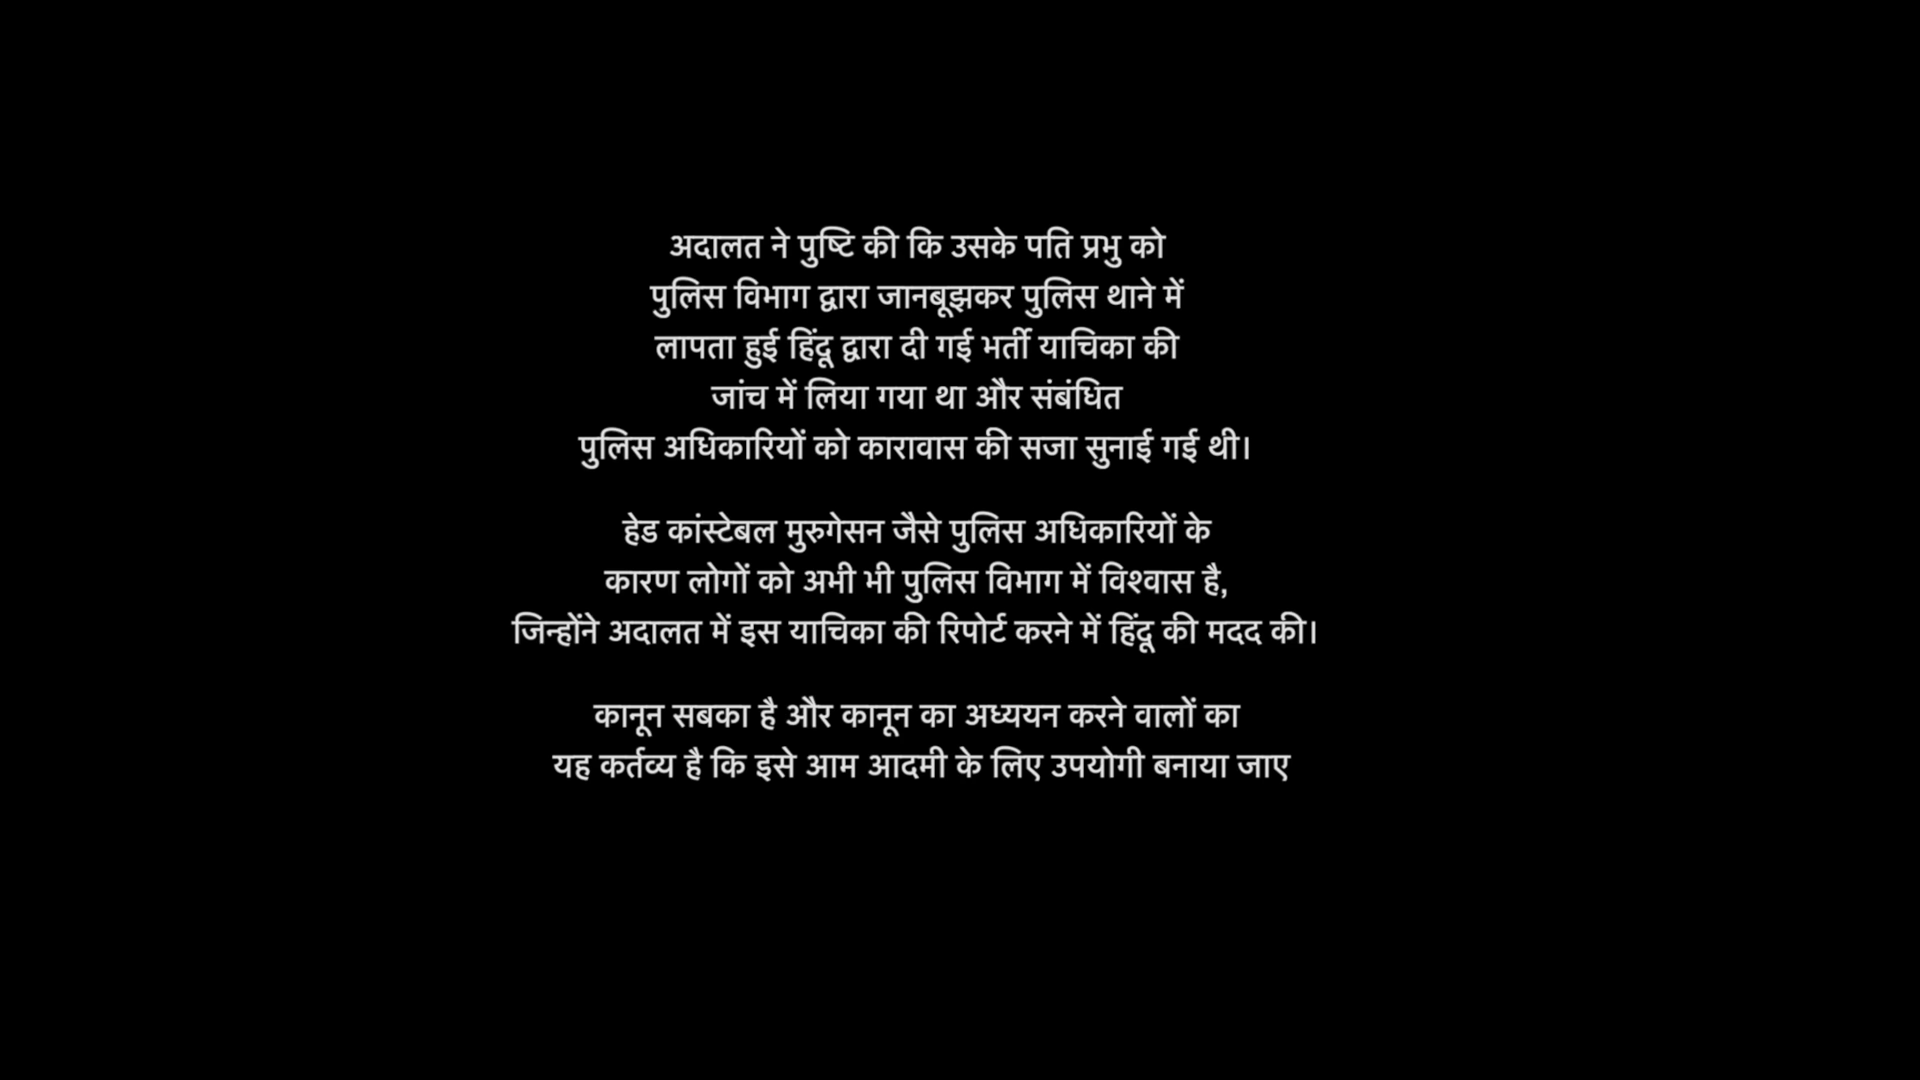 अदालत ने पुष्टि की कि उसके पति प्रभु को
पुलिस विभाग द्वारा जानबूझकर पुलिस थाने में
लापता हुई हिंदू द्वारा दी गई भर्ती याचिका की
जांच में लिया गया था और संबंधित
पुलिस अधिकारियों को कारावास की सजा सुनाई गई थी।
हेड कांस्टेबल मुरुगेसन जैसे पुलिस अधिकारियों के
कारण लोगों को अभी भी पुलिस विभाग में विश्वास है,
जिन्होंने अदालत में इस याचिका की रिपोर्ट करने में हिंदू की मदद की।
कानून सबका है और कानून का अध्ययन करने वालों का
यह कर्तव्य है कि इसे आम आदमी के लिए उपयोगी बनाया जाए